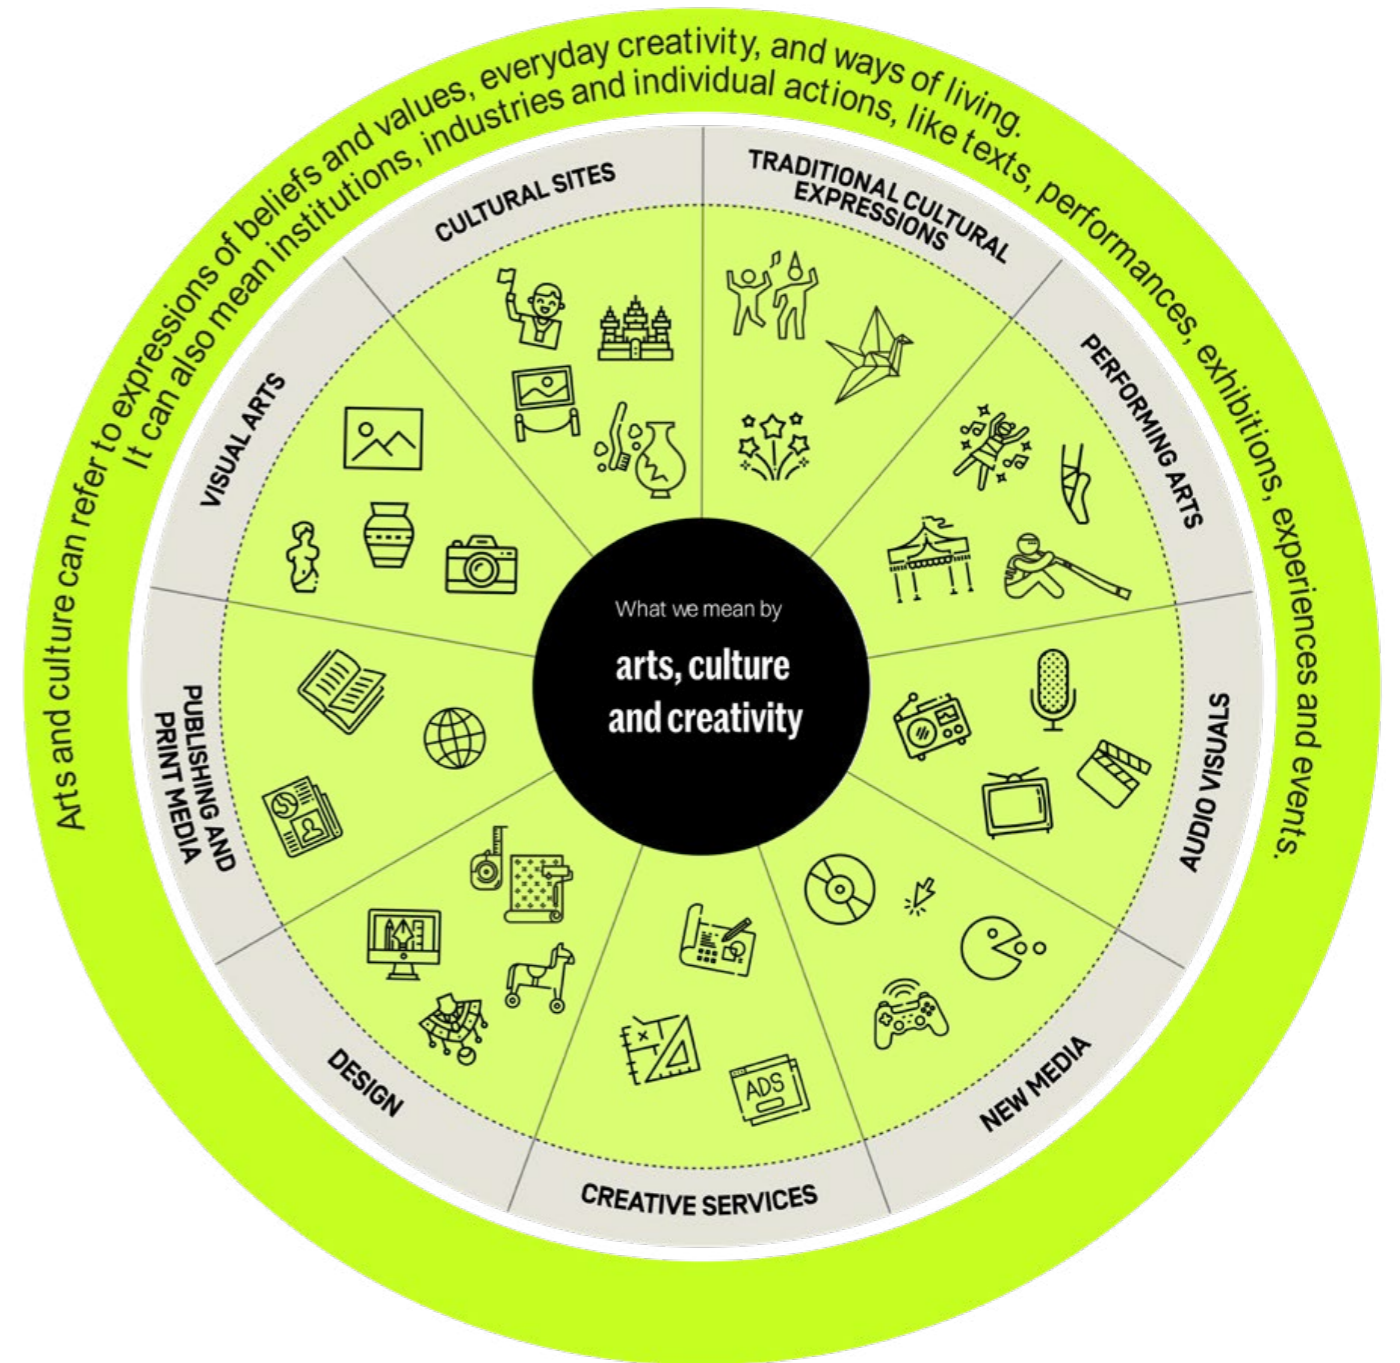 Arts and culture can refer to expressions of beliefs and values, everyday creativity, and ways of living.
It can also mean institutions, industries and individual actions, like texts, performances, exhibitions, experiences and events.
CULTURAL SITES
TRADITIONAL CULTURAL
EXPRESSIONS
PERFORMING ARTS
AUDIO VISUALS
NEW MEDIA
CREATIVE SERVICES
DESIGN
PUBLISHING AND
PRINT MEDIA
VISUAL ARTS
What we mean by
arts, culture
and creativity
ADS